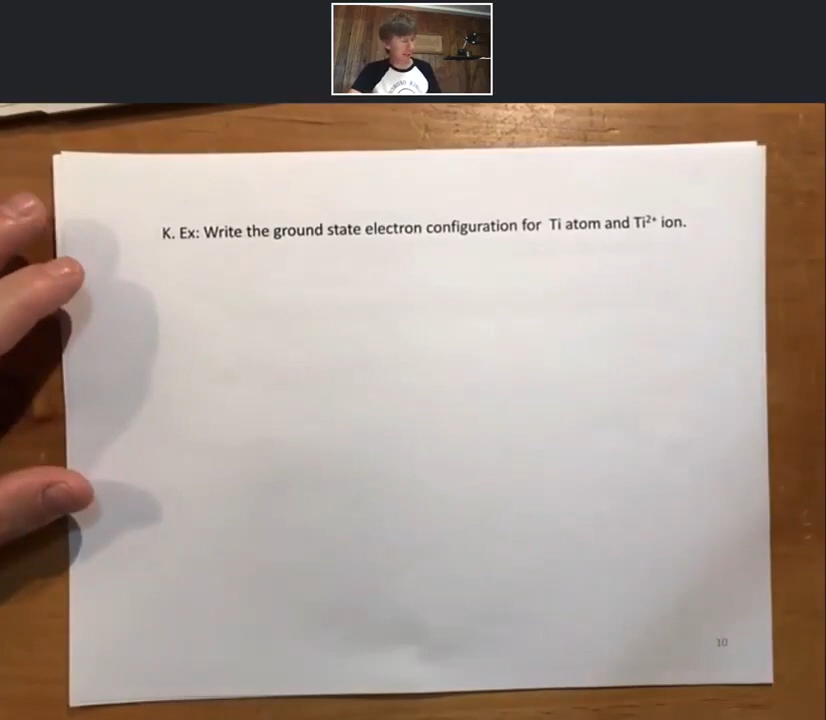 K. Ex: Write the ground state electron configuration for Ti atom and Ti²⁺ ion.
10